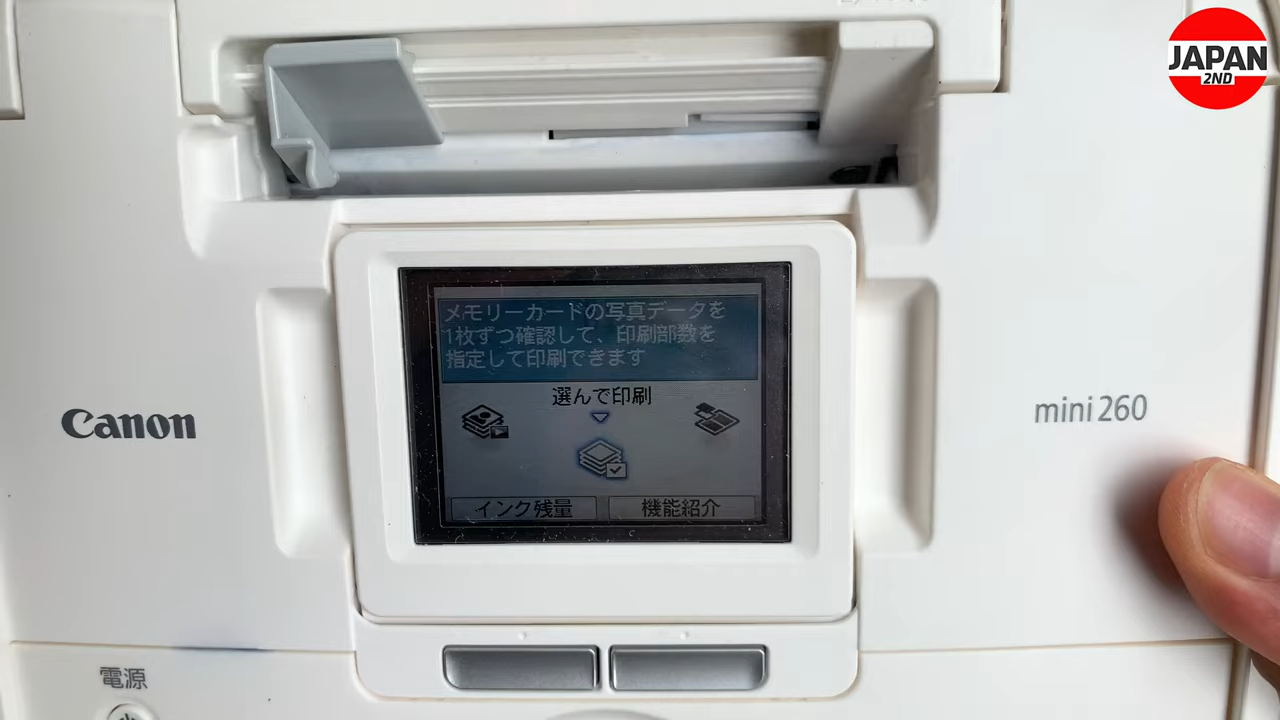 JAPAN
2ND
メモリーカードの写真データを
1枚ずつ確認して、印刷部数を
指定して印刷できます
選んで印刷
Canon
mini 260
インク残量
機能紹介
電源